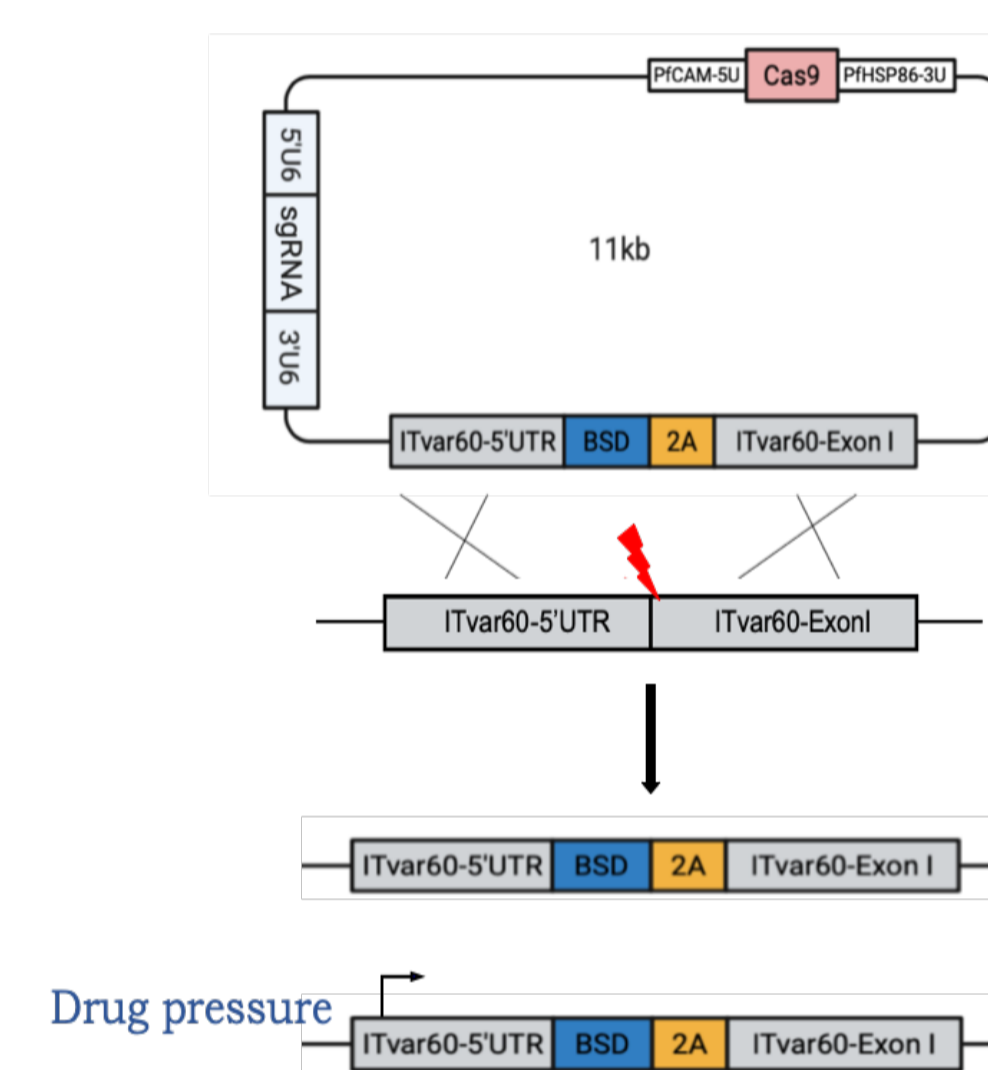 PfCAM-5U Cas9 PfHSP86-3U
5'U6
sgRNA
3'U6
11kb
ITvar60-5'UTR BSD 2A ITvar60-Exon I
ITvar60-5'UTR ITvar60-ExonI
ITvar60-5'UTR BSD 2A ITvar60-Exon I
Drug pressure
ITvar60-5'UTR BSD 2A ITvar60-Exon I